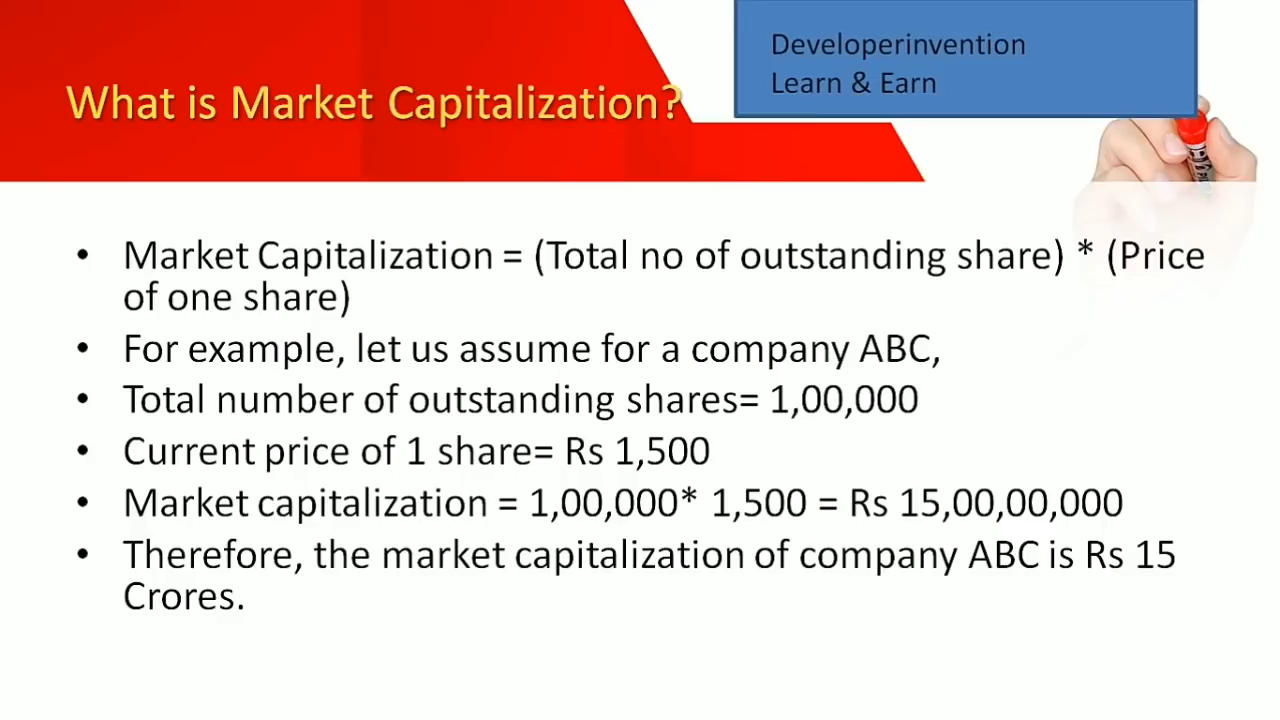 Developerinvention
Learn & Earn
What is Market Capitalization?
• Market Capitalization = (Total no of outstanding share) * (Price
of one share)
• For example, let us assume for a company ABC,
• Total number of outstanding shares= 1,00,000
• Current price of 1 share= Rs 1,500
• Market capitalization = 1,00,000* 1,500 = Rs 15,00,00,000
• Therefore, the market capitalization of company ABC is Rs 15
Crores.